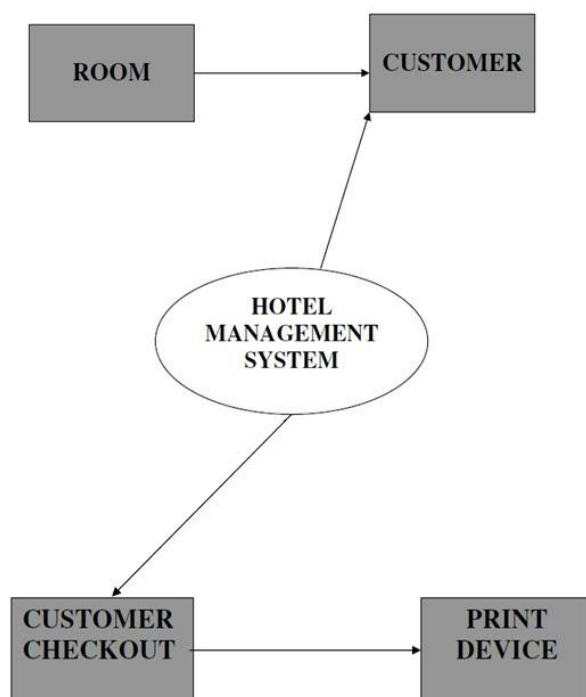 ROOM
CUSTOMER
HOTEL
MANAGEMENT
SYSTEM
CUSTOMER
CHECKOUT
PRINT
DEVICE